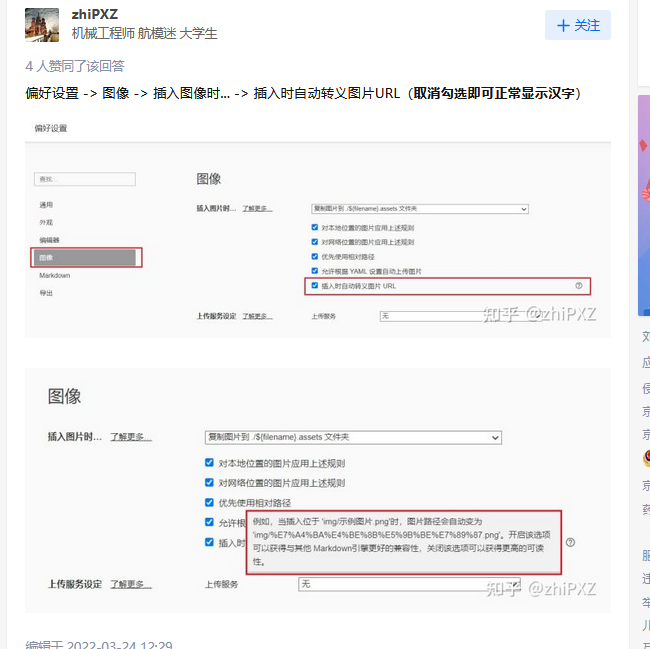 zhiPXZ
机械工程师 航模迷 大学生
+ 关注
4 人赞同了该回答
偏好设置 -> 图像 -> 插入图像时... -> 插入时自动转义图片URL（取消勾选即可正常显示汉字）
偏好设置
查找...
图像
通用
插入图片时... 了解更多...
复制图片到 ./${filename}.assets 文件夹
外观
对本地位置的图片应用上述规则
编辑器
对网络位置的图片应用上述规则
图像
优先使用相对路径
Markdown
允许根据 YAML 设置自动上传图片
导出
插入时自动转义图片 URL
上传服务设定 了解更多...
上传服务
无
知乎 @zhiPXZ
图像
插入图片时... 了解更多...
复制图片到 ./${filename}.assets 文件夹
对本地位置的图片应用上述规则
对网络位置的图片应用上述规则
优先使用相对路径
允许根
插入时
例如，当插入位于 'img/示例图片.png'时，图片路径会自动变为
'img/%E7%A4%BA%E4%BE%8B%E5%9B%BE%E7%89%87.png'。开启该选项
可以获得与其他 Markdown引擎更好的兼容性，关闭该选项可以获得更高的可读
性。
上传服务设定 了解更多...
上传服务
无
知乎 @zhiPXZ
编辑于 2022-03-24 12:29